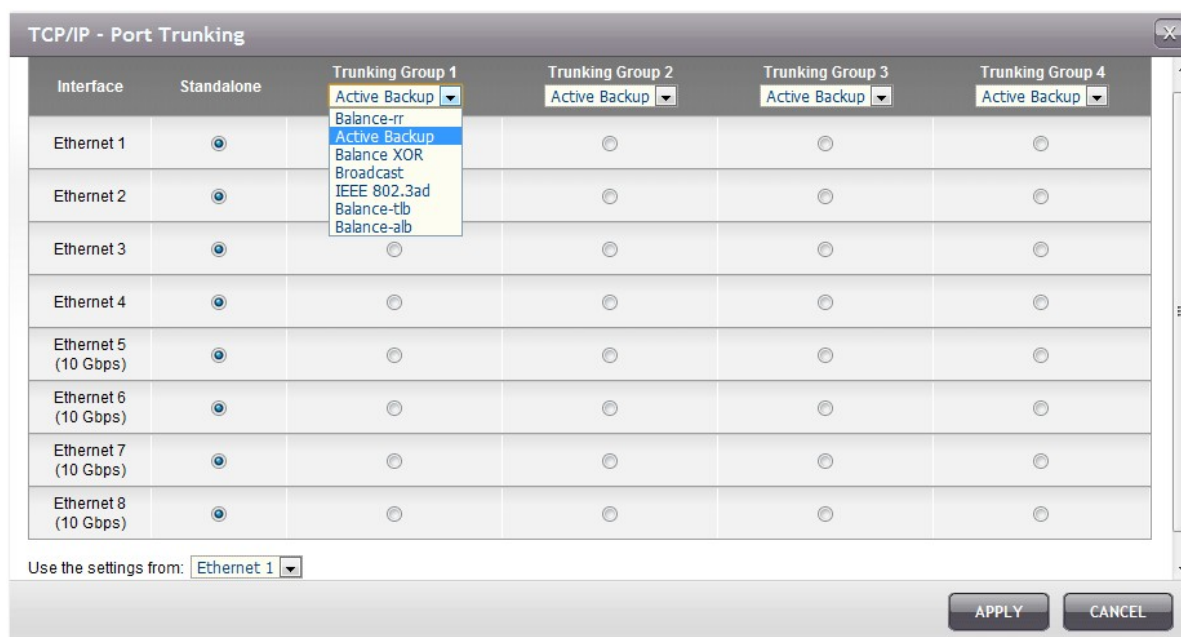 TCP/IP - Port Trunking
X
Interface Standalone Trunking Group 1 Trunking Group 2 Trunking Group 3 Trunking Group 4
Active Backup Active Backup Active Backup Active Backup
Balance-rr
Active Backup
Balance XOR
Broadcast
IEEE 802.3ad
Balance-tlb
Balance-alb
Ethernet 1
Ethernet 2
Ethernet 3
Ethernet 4
Ethernet 5
(10 Gbps)
Ethernet 6
(10 Gbps)
Ethernet 7
(10 Gbps)
Ethernet 8
(10 Gbps)
Use the settings from: Ethernet 1
APPLY CANCEL